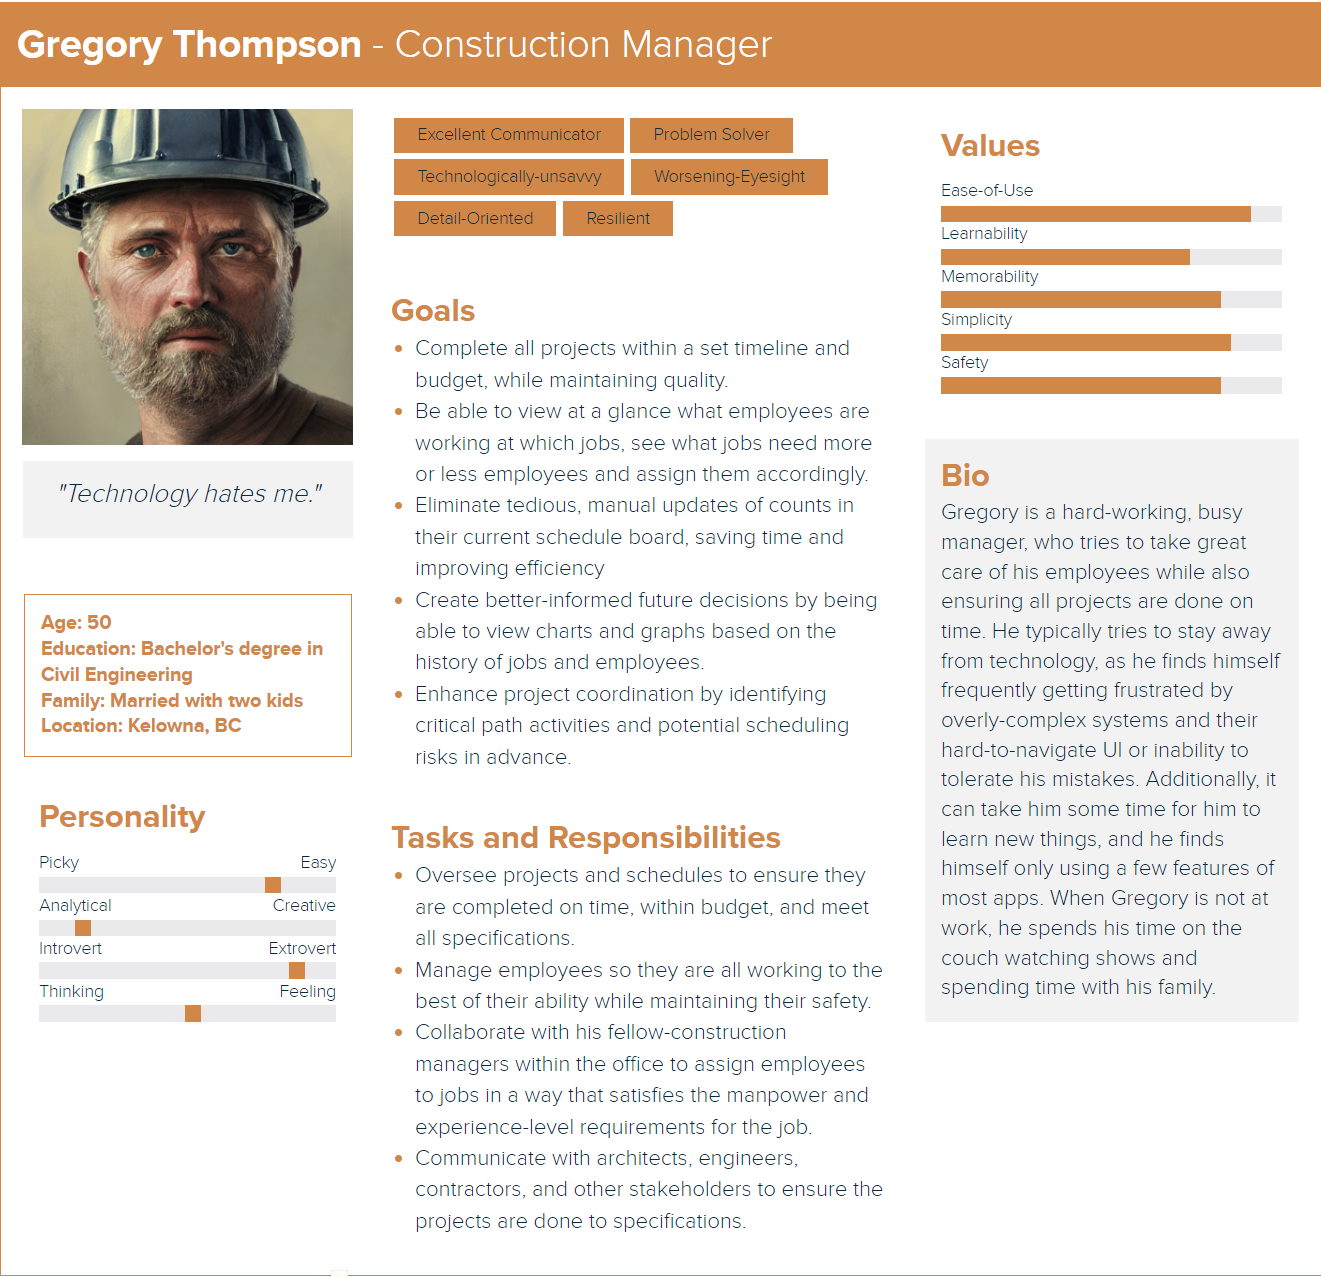 Gregory Thompson - Construction Manager
Excellent Communicator
Problem Solver
Technologically-unsavvy
Worsening-Eyesight
Detail-Oriented
Resilient
"Technology hates me."
Age: 50
Education: Bachelor's degree in
Civil Engineering
Family: Married with two kids
Location: Kelowna, BC
Personality
Picky Easy
Analytical Creative
Introvert Extrovert
Thinking Feeling
Goals
• Complete all projects within a set timeline and
budget, while maintaining quality.
• Be able to view at a glance what employees are
working at which jobs, see what jobs need more
or less employees and assign them accordingly.
• Eliminate tedious, manual updates of counts in
their current schedule board, saving time and
improving efficiency
• Create better-informed future decisions by being
able to view charts and graphs based on the
history of jobs and employees.
• Enhance project coordination by identifying
critical path activities and potential scheduling
risks in advance.
Tasks and Responsibilities
• Oversee projects and schedules to ensure they
are completed on time, within budget, and meet
all specifications.
• Manage employees so they are all working to the
best of their ability while maintaining their safety.
• Collaborate with his fellow-construction
managers within the office to assign employees
to jobs in a way that satisfies the manpower and
experience-level requirements for the job.
• Communicate with architects, engineers,
contractors, and other stakeholders to ensure the
projects are done to specifications.
Values
Ease-of-Use
Learnability
Memorability
Simplicity
Safety
Bio
Gregory is a hard-working, busy
manager, who tries to take great
care of his employees while also
ensuring all projects are done on
time. He typically tries to stay away
from technology, as he finds himself
frequently getting frustrated by
overly-complex systems and their
hard-to-navigate UI or inability to
tolerate his mistakes. Additionally, it
can take him some time for him to
learn new things, and he finds
himself only using a few features of
most apps. When Gregory is not at
work, he spends his time on the
couch watching shows and
spending time with his family.